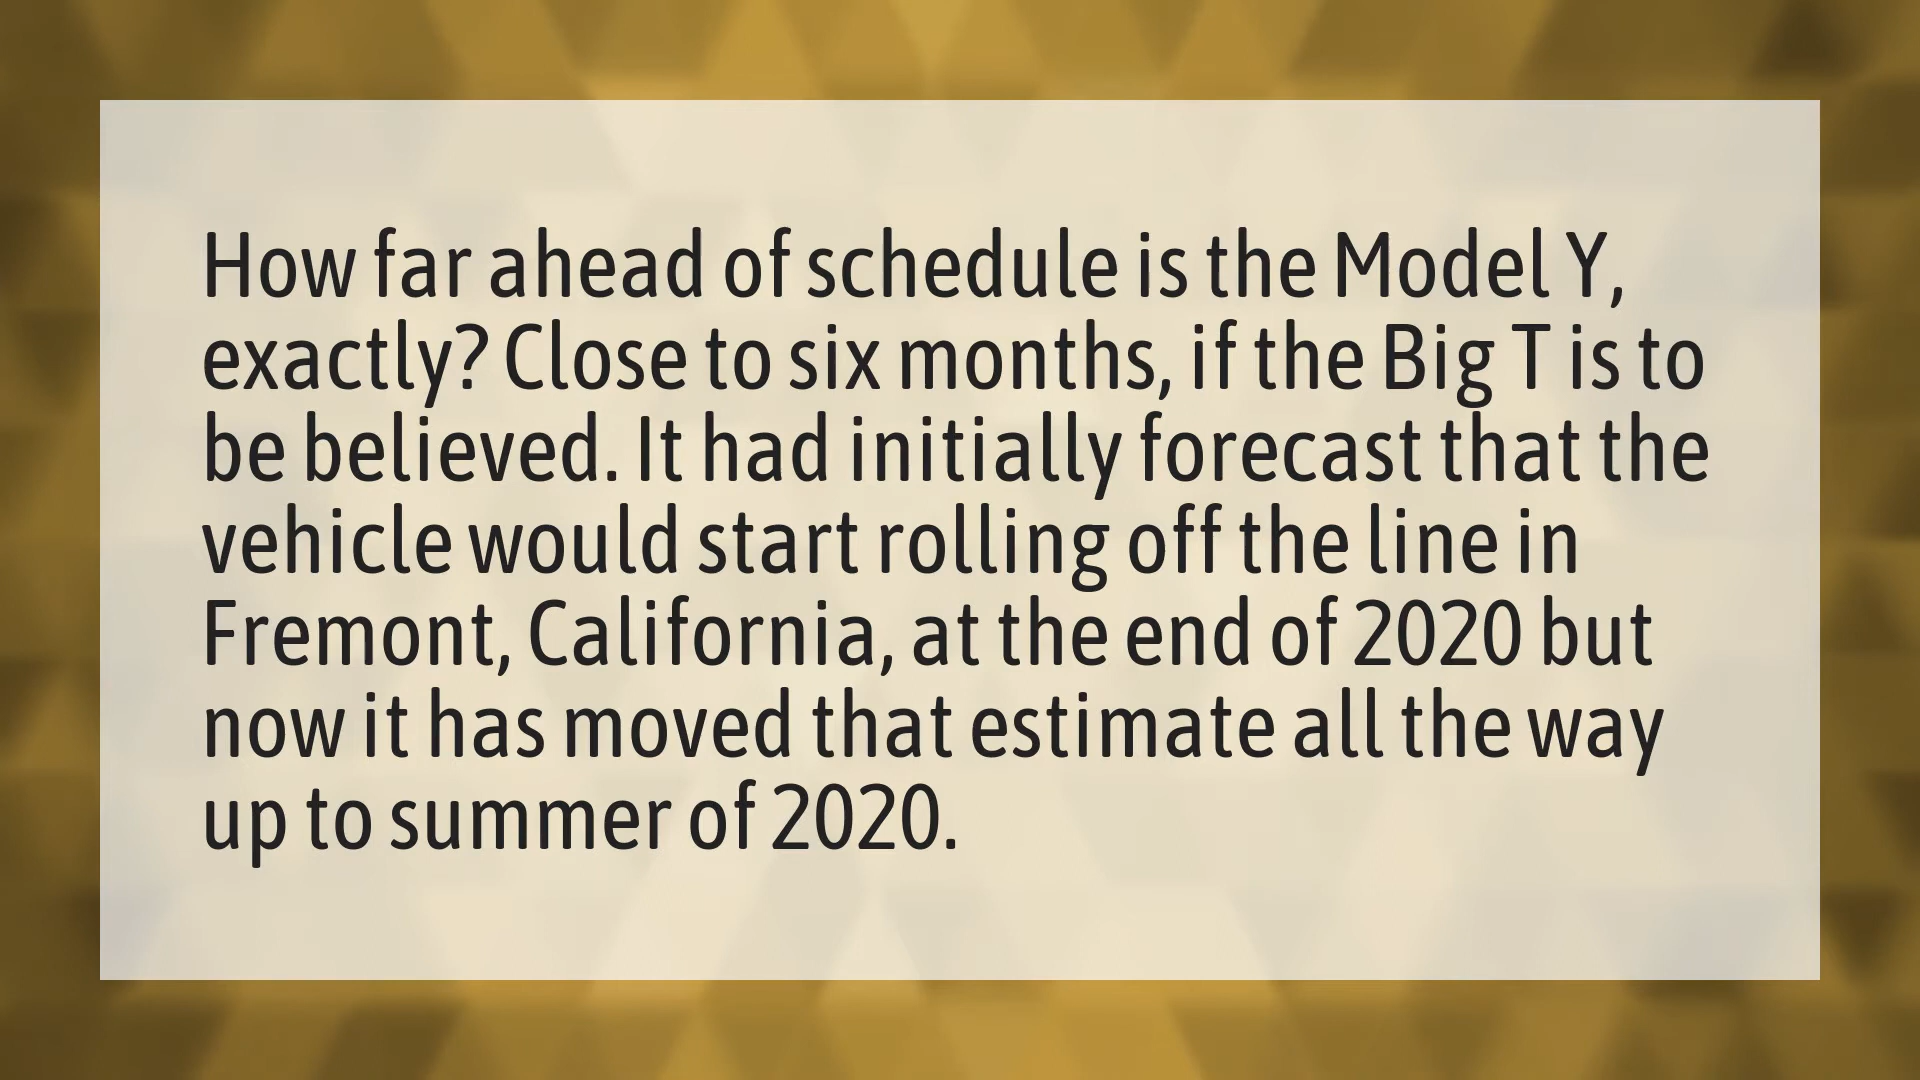 How far ahead of schedule is the Model Y,
exactly? Close to six months, if the Big T is to
be believed. It had initially forecast that the
vehicle would start rolling off the line in
Fremont, California, at the end of 2020 but
now it has moved that estimate all the way
up to summer of 2020.